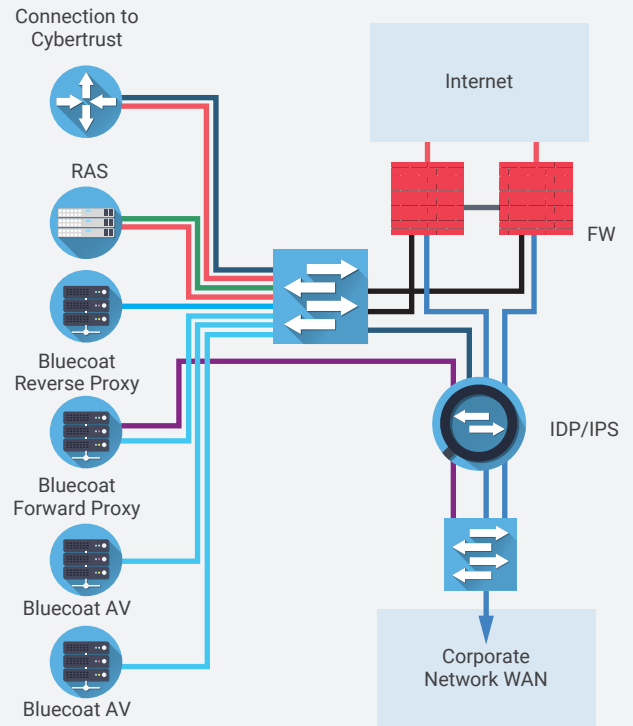 Connection to
Cybertrust
Internet
RAS
FW
Bluecoat
Reverse Proxy
IDP/IPS
Bluecoat
Forward Proxy
Bluecoat AV
Corporate
Network WAN
Bluecoat AV